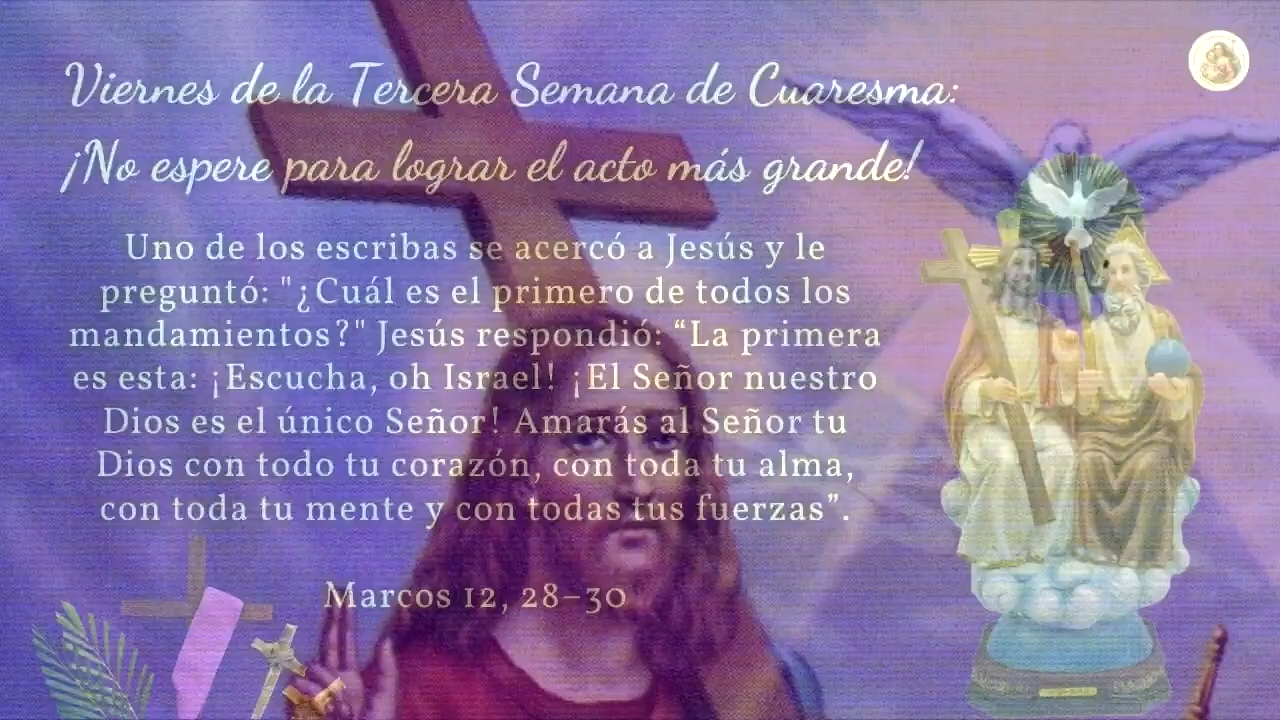 Viernes de la Tercera Semana de Cuaresma:
¡No espere para lograr el acto más grande!
Uno de los escribas se acercó a Jesús y le
preguntó: "¿Cuál es el primero de todos los
mandamientos?" Jesús respondió: “La primera
es esta: ¡Escucha, oh Israel! ¡El Señor nuestro
Dios es el único Señor! Amarás al Señor tu
Dios con todo tu corazón, con toda tu alma,
con toda tu mente y con todas tus fuerzas”.
Marcos 12, 28–30